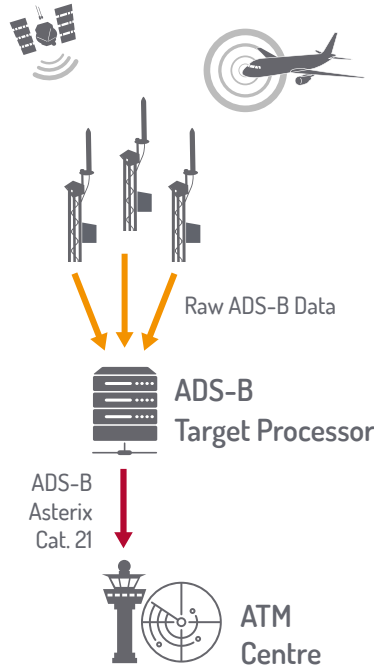 Raw ADS-B Data
ADS-B
Target Processor
ADS-B
Asterix
Cat. 21
ATM
Centre